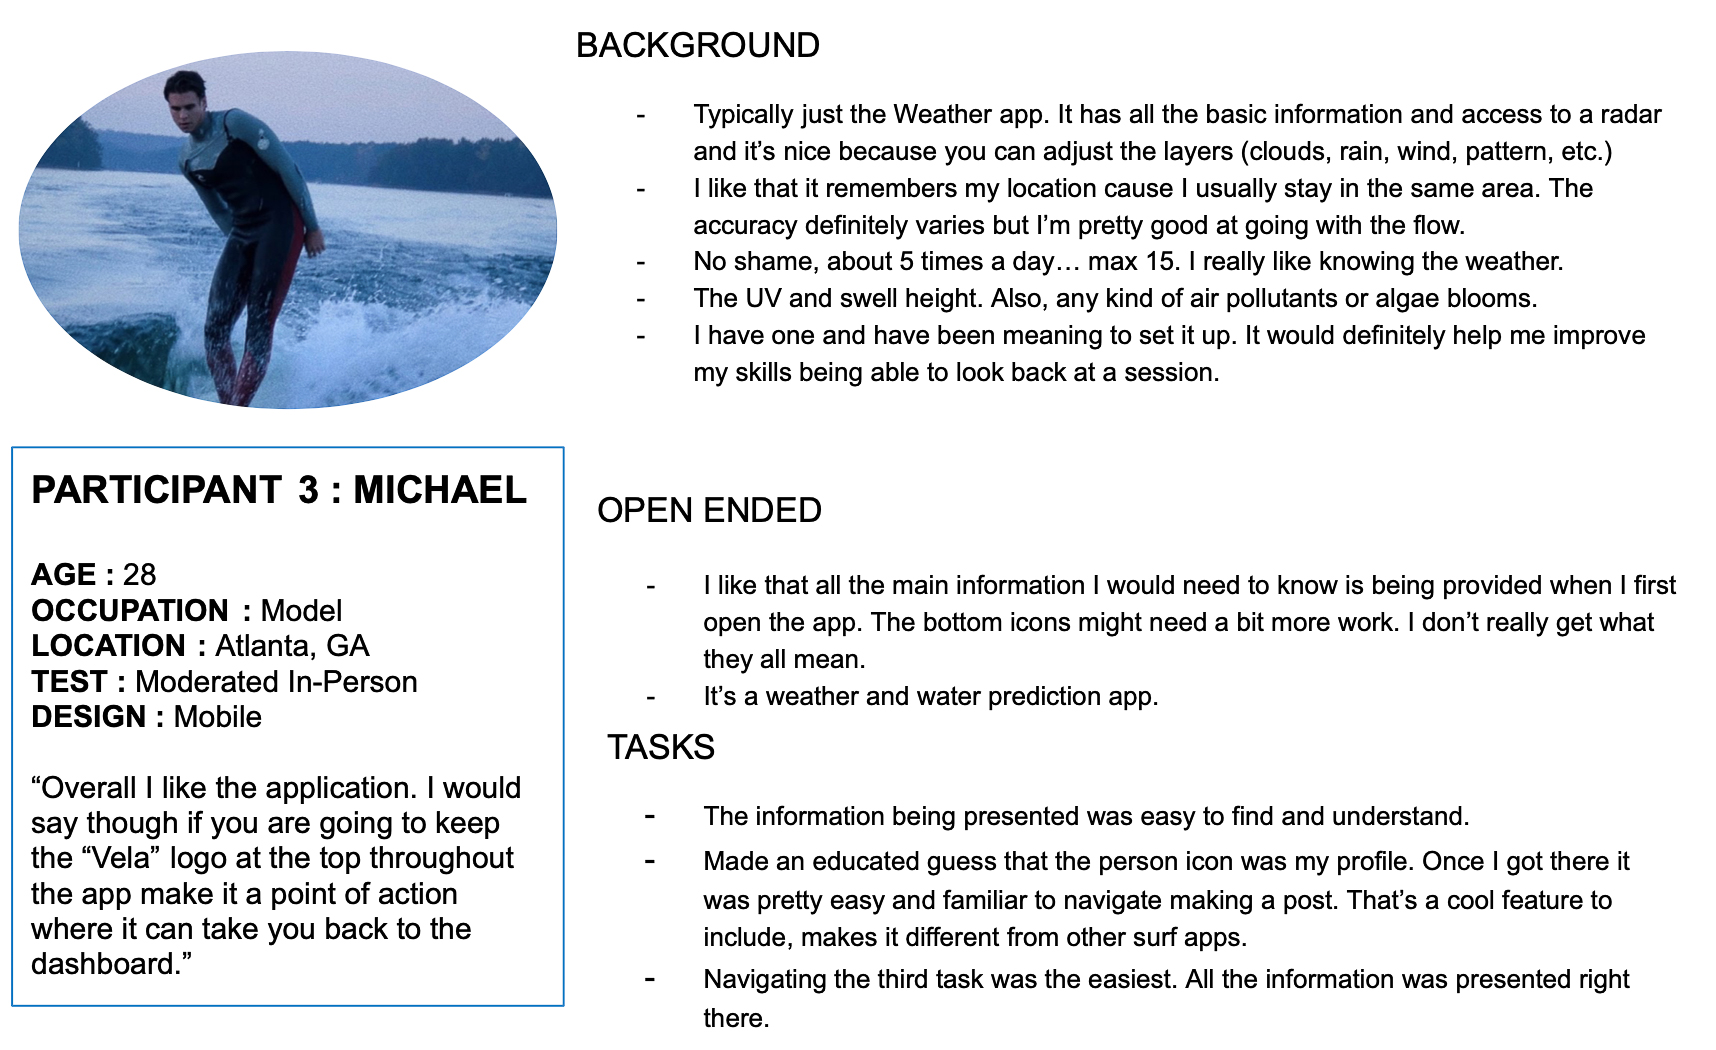 BACKGROUND
- Typically just the Weather app. It has all the basic information and access to a radar
and it’s nice because you can adjust the layers (clouds, rain, wind, pattern, etc.)
- I like that it remembers my location cause I usually stay in the same area. The
accuracy definitely varies but I’m pretty good at going with the flow.
- No shame, about 5 times a day… max 15. I really like knowing the weather.
- The UV and swell height. Also, any kind of air pollutants or algae blooms.
- I have one and have been meaning to set it up. It would definitely help me improve
my skills being able to look back at a session.
PARTICIPANT 3 : MICHAEL
AGE : 28
OCCUPATION : Model
LOCATION : Atlanta, GA
TEST : Moderated In-Person
DESIGN : Mobile
“Overall I like the application. I would
say though if you are going to keep
the “Vela” logo at the top throughout
the app make it a point of action
where it can take you back to the
dashboard.”
OPEN ENDED
- I like that all the main information I would need to know is being provided when I first
open the app. The bottom icons might need a bit more work. I don’t really get what
they all mean.
- It’s a weather and water prediction app.
TASKS
- The information being presented was easy to find and understand.
- Made an educated guess that the person icon was my profile. Once I got there it
was pretty easy and familiar to navigate making a post. That’s a cool feature to
include, makes it different from other surf apps.
- Navigating the third task was the easiest. All the information was presented right
there.